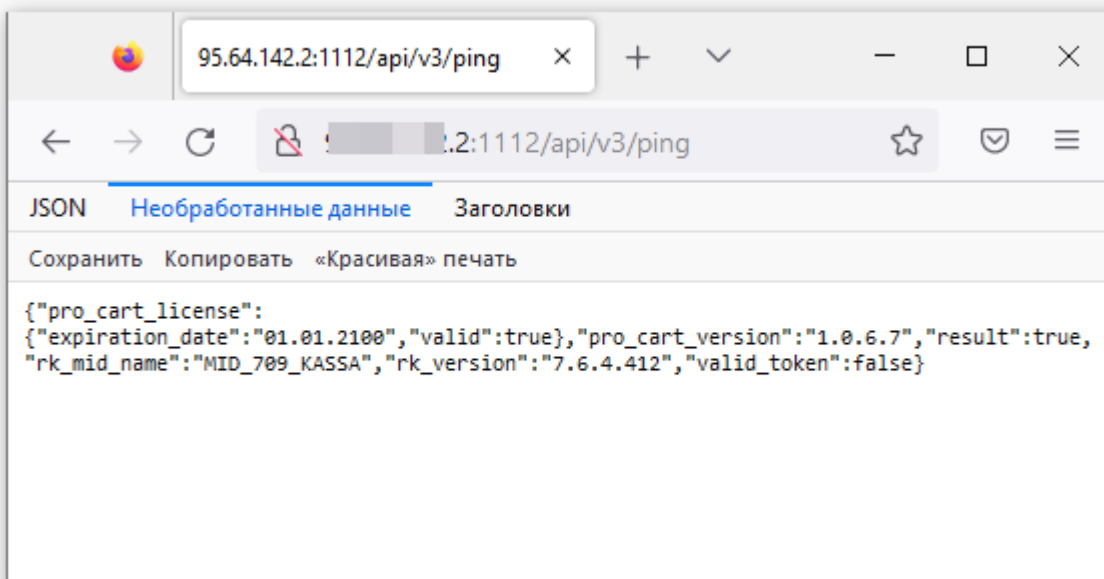 95.64.142.2:1112/api/v3/ping
.2:1112/api/v3/ping
JSON Необработанные данные Заголовки
Сохранить Копировать «Красивая» печать
{"pro_cart_license":
{"expiration_date":"01.01.2100","valid":true},"pro_cart_version":"1.0.6.7","result":true,
"rk_mid_name":"MID_709_KASSA","rk_version":"7.6.4.412","valid_token":false}